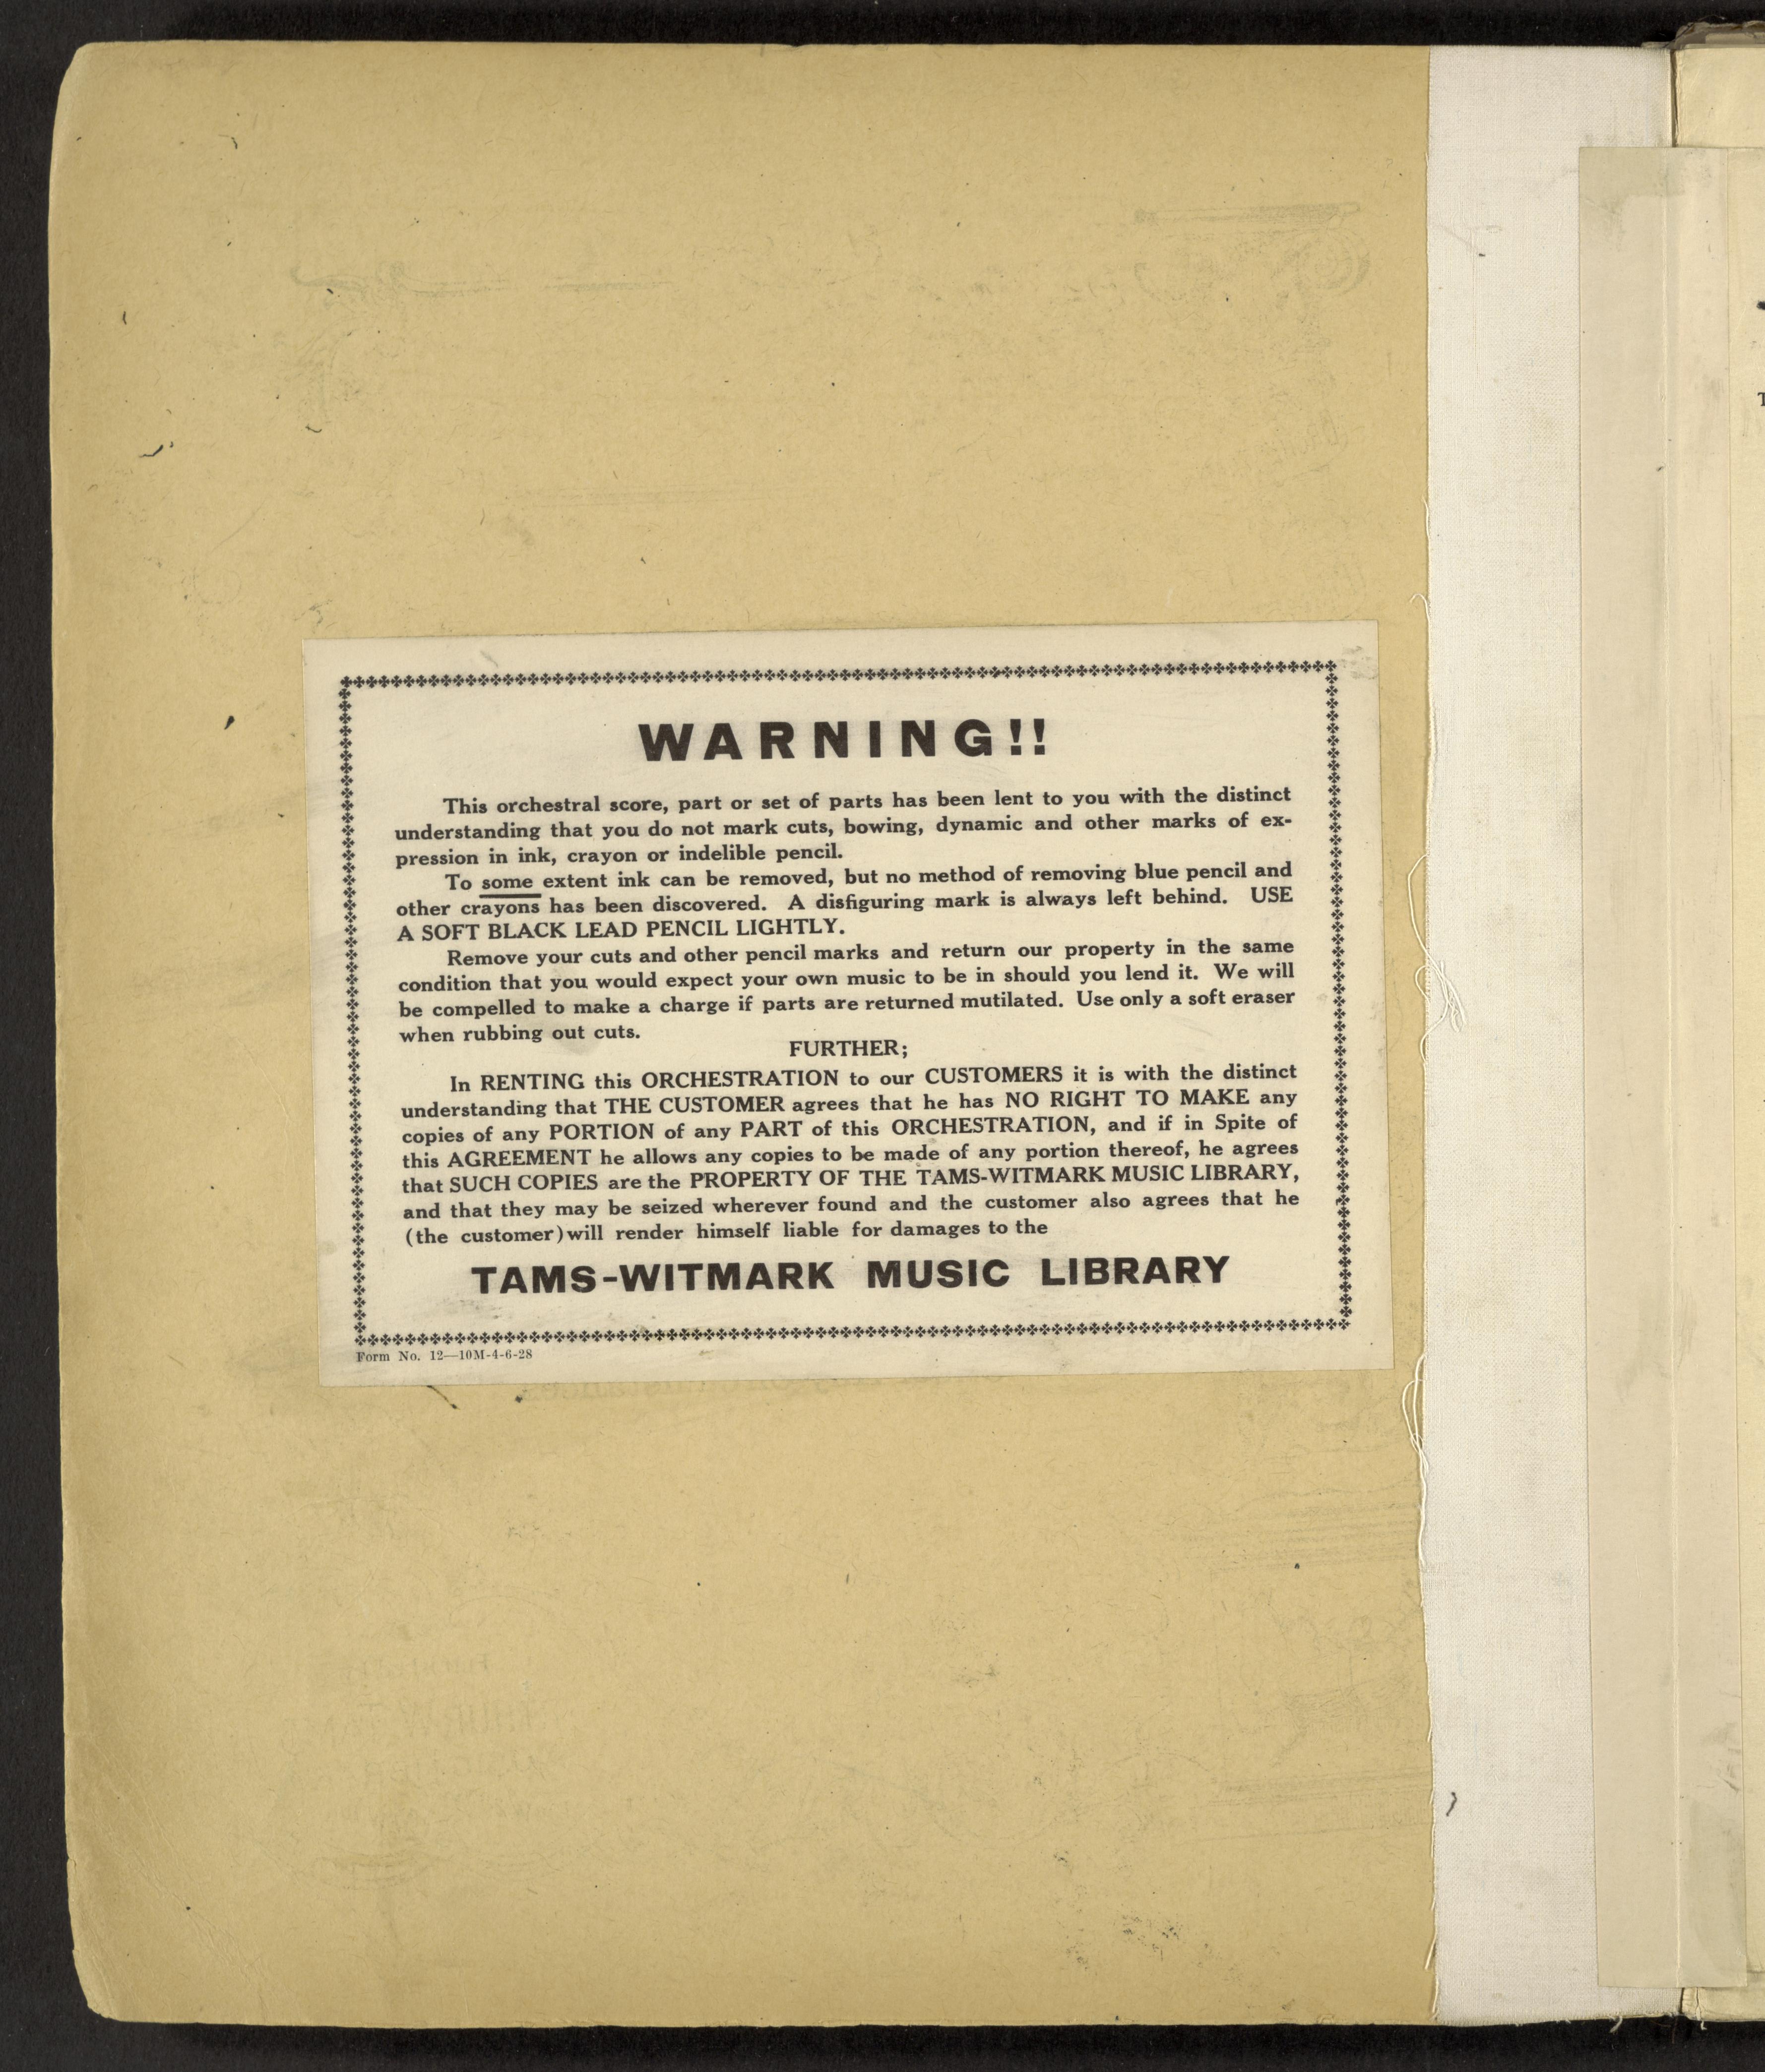 WARNING!!
This orchestral score, part or set of parts has been lent to you with the distinct
understanding that you do not mark cuts, bowing, dynamic and other marks of ex-
pression in ink, crayon or indelible pencil.
To some extent ink can be removed, but no method of removing blue pencil and
other crayons has been discovered. A disfiguring mark is always left behind. USE
A SOFT BLACK LEAD PENCIL LIGHTLY.
Remove your cuts and other pencil marks and return our property in the same
condition that you would expect your own music to be in should you lend it. We will
be compelled to make a charge if parts are returned mutilated. Use only a soft eraser
when rubbing out cuts.
FURTHER;
In RENTING this ORCHESTRATION to our CUSTOMERS it is with the distinct
understanding that THE CUSTOMER agrees that he has NO RIGHT TO MAKE any
copies of any PORTION of any PART of this ORCHESTRATION, and if in Spite of
this AGREEMENT he allows any copies to be made of any portion thereof, he agrees
that SUCH COPIES are the PROPERTY OF THE TAMS-WITMARK MUSIC LIBRARY,
and that they may be seized wherever found and the customer also agrees that he
(the customer)will render himself liable for damages to the
TAMS-WITMARK MUSIC LIBRARY
Form No. 12—10M-4-6-28